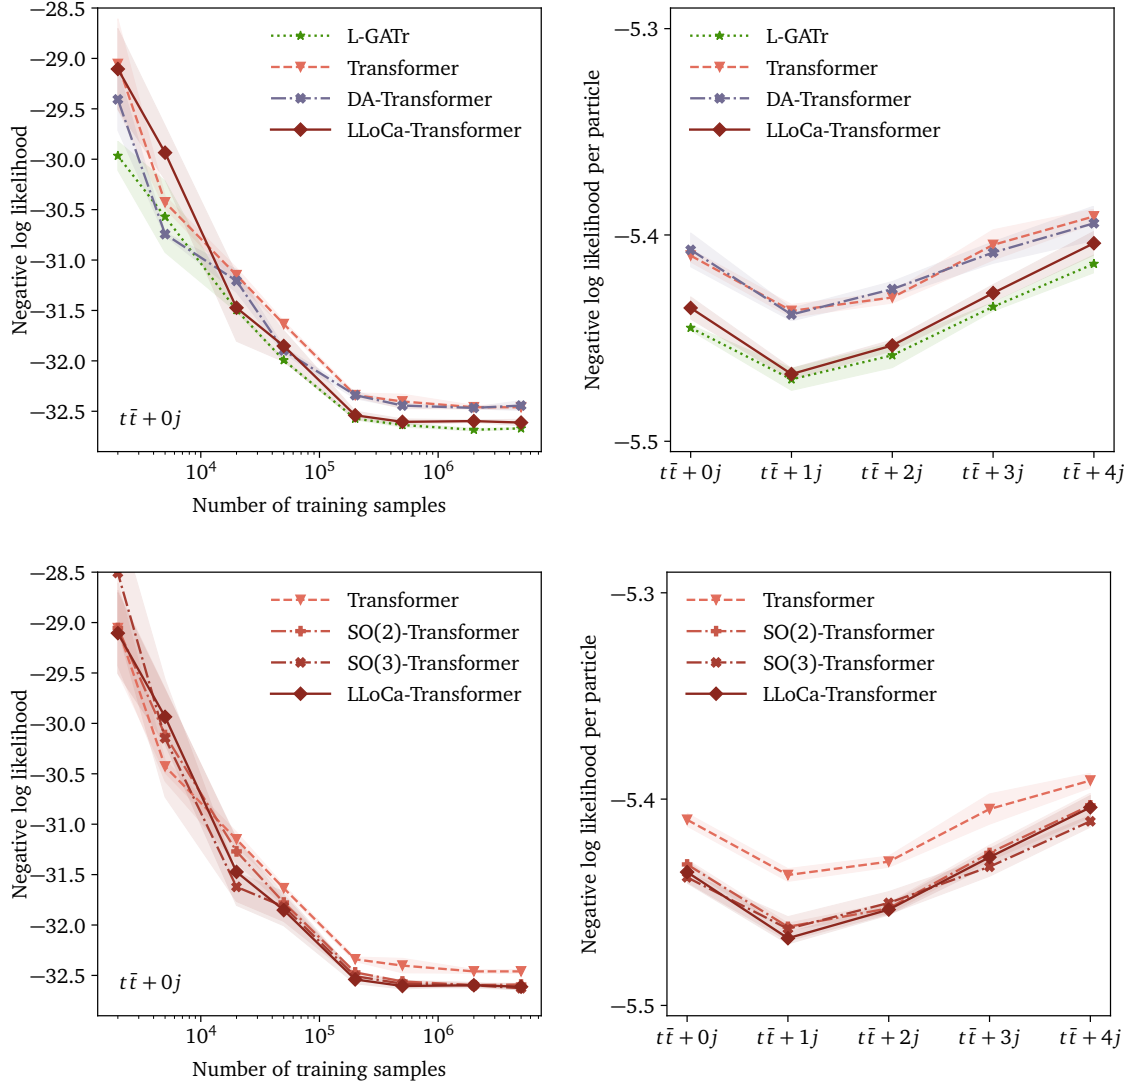 Negative log likelihood
−28.5
−29.0
−29.5
−30.0
−30.5
−31.0
−31.5
−32.0
−32.5
L-GATr
Transformer
DA-Transformer
LLoCa-Transformer
tt̄ + 0j
10⁴
10⁵
10⁶
Number of training samples
Negative log likelihood per particle
−5.3
−5.4
−5.5
L-GATr
Transformer
DA-Transformer
LLoCa-Transformer
tt̄ + 0j
tt̄ + 1j
tt̄ + 2j
tt̄ + 3j
tt̄ + 4j
Negative log likelihood
−28.5
−29.0
−29.5
−30.0
−30.5
−31.0
−31.5
−32.0
−32.5
Transformer
SO(2)-Transformer
SO(3)-Transformer
LLoCa-Transformer
tt̄ + 0j
10⁴
10⁵
10⁶
Number of training samples
Negative log likelihood per particle
−5.3
−5.4
−5.5
Transformer
SO(2)-Transformer
SO(3)-Transformer
LLoCa-Transformer
tt̄ + 0j
tt̄ + 1j
tt̄ + 2j
tt̄ + 3j
tt̄ + 4j